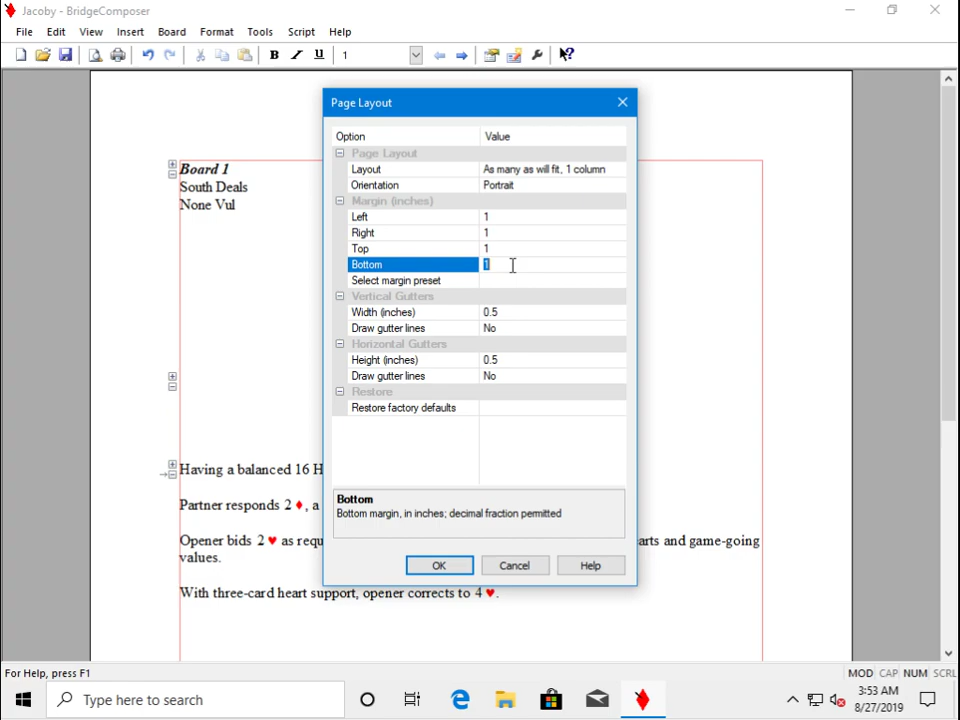 Jacoby - BridgeComposer
File Edit View Insert Board Format Tools Script Help
B I U 1
Page Layout
Option Value
Page Layout
Layout As many as will fit, 1 column
Orientation Portrait
Margin (inches)
Left 1
Right 1
Top 1
Bottom 1
Select margin preset
Vertical Gutters
Width (inches) 0.5
Draw gutter lines No
Horizontal Gutters
Height (inches) 0.5
Draw gutter lines No
Restore
Restore factory defaults
Bottom
Bottom margin, in inches; decimal fraction permitted
OK Cancel Help
Board 1
South Deals
None Vul
Having a balanced 16 H
Partner responds 2 ♦, a
Opener bids 2 ♥ as requ arts and game-going
values.
With three-card heart support, opener corrects to 4 ♥.
For Help, press F1 MOD CAP NUM SCRL
Type here to search
3:53 AM
8/27/2019